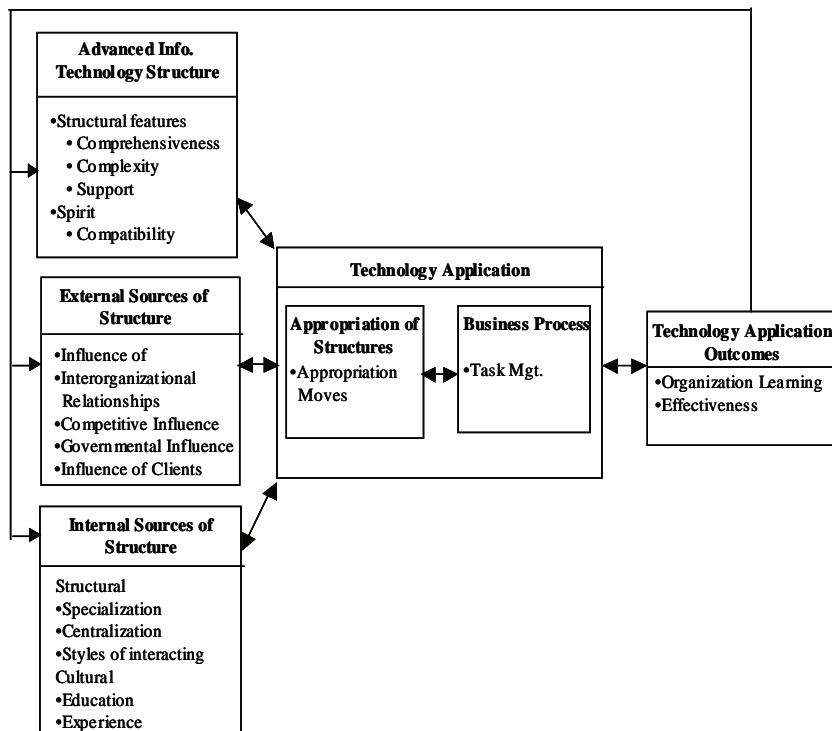 Advanced Info.
Technology Structure
•Structural features
• Comprehensiveness
• Complexity
• Support
•Spirit
• Compatibility
External Sources of
Structure
•Influence of
•Interorganizational
Relationships
•Competitive Influence
•Governmental Influence
•Influence of Clients
Internal Sources of
Structure
Structural
•Specialization
•Centralization
•Styles of interacting
Cultural
•Education
•Experience
Technology Application
Appropriation of
Structures
•Appropriation
Moves
Business Process
•Task Mgt.
Technology Application
Outcomes
•Organization Learning
•Effectiveness